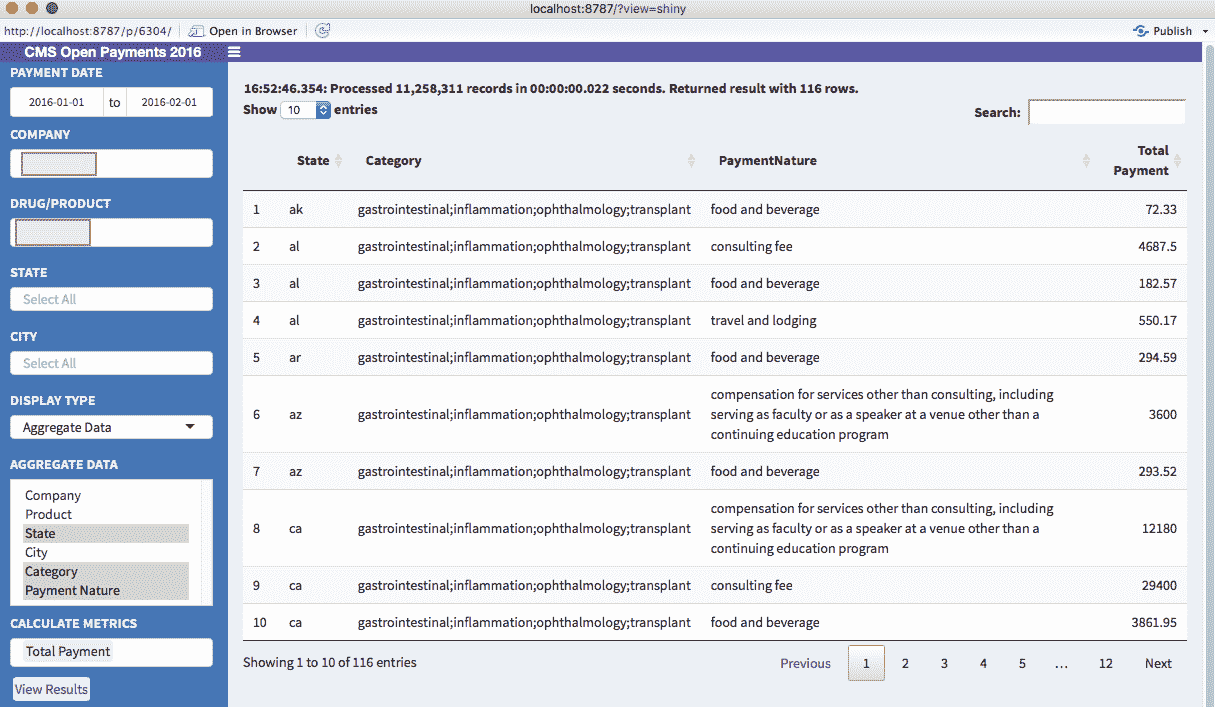 localhost:8787/?view=shiny
http://localhost:8787/p/6304/ Open in Browser Publish
CMS Open Payments 2016
PAYMENT DATE
2016-01-01 to 2016-02-01
COMPANY
DRUG/PRODUCT
STATE
Select All
CITY
Select All
DISPLAY TYPE
Aggregate Data
AGGREGATE DATA
Company
Product
State
City
Category
Payment Nature
CALCULATE METRICS
Total Payment
View Results
16:52:46.354: Processed 11,258,311 records in 00:00:00.022 seconds. Returned result with 116 rows.
Show 10 entries Search:
State Category PaymentNature Total
Payment
1 ak gastrointestinal;inflammation;ophthalmology;transplant food and beverage 72.33
2 al gastrointestinal;inflammation;ophthalmology;transplant consulting fee 4687.5
3 al gastrointestinal;inflammation;ophthalmology;transplant food and beverage 182.57
4 al gastrointestinal;inflammation;ophthalmology;transplant travel and lodging 550.17
5 ar gastrointestinal;inflammation;ophthalmology;transplant food and beverage 294.59
6 az gastrointestinal;inflammation;ophthalmology;transplant compensation for services other than consulting, including
serving as faculty or as a speaker at a venue other than a
continuing education program 3600
7 az gastrointestinal;inflammation;ophthalmology;transplant food and beverage 293.52
8 ca gastrointestinal;inflammation;ophthalmology;transplant compensation for services other than consulting, including
serving as faculty or as a speaker at a venue other than a
continuing education program 12180
9 ca gastrointestinal;inflammation;ophthalmology;transplant consulting fee 29400
10 ca gastrointestinal;inflammation;ophthalmology;transplant food and beverage 3861.95
Showing 1 to 10 of 116 entries Previous 1 2 3 4 5 ... 12 Next